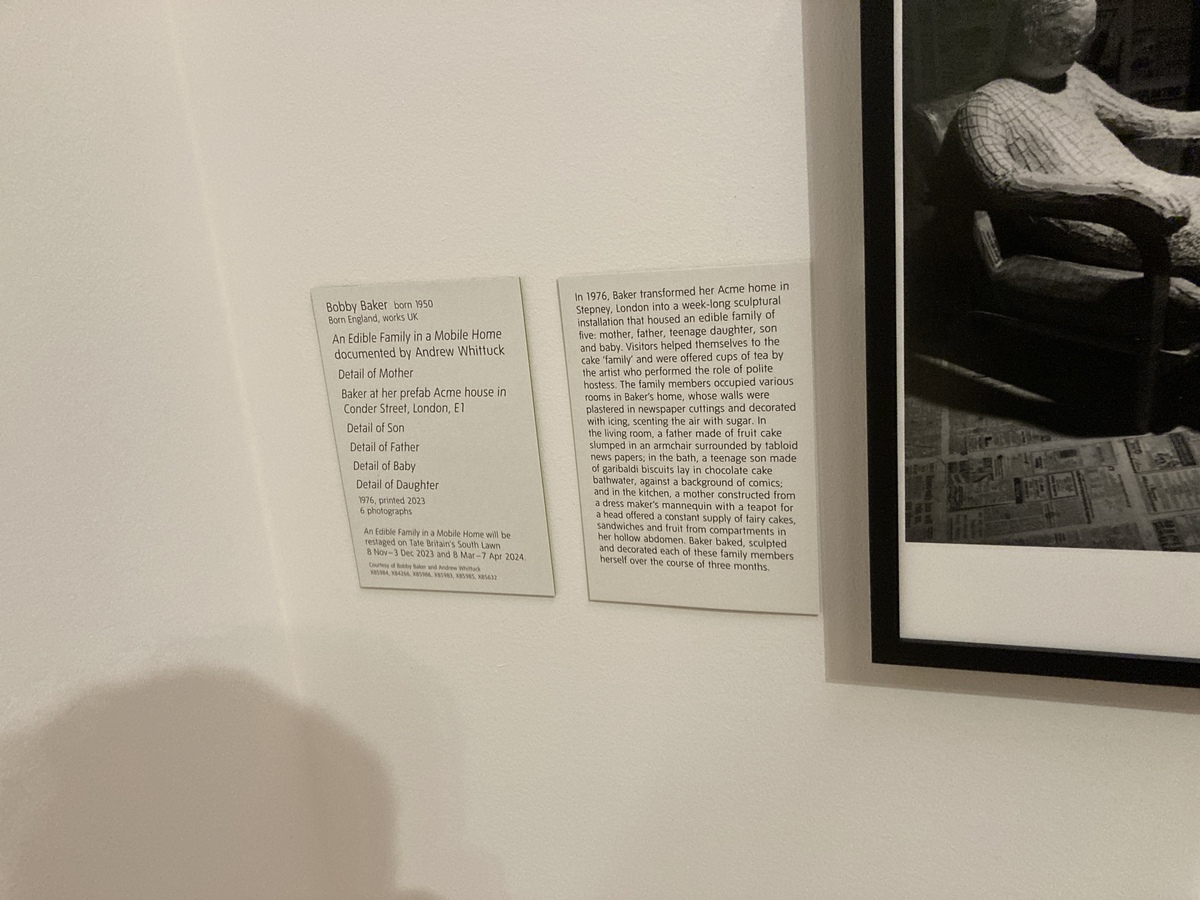 Bobby Baker born 1950
Born England, works UK
An Edible Family in a Mobile Home
documented by Andrew Whittuck
Detail of Mother
Baker at her prefab Acme house in
Conder Street, London, E1
Detail of Son
Detail of Father
Detail of Baby
Detail of Daughter
1976, printed 2023
6 photographs
An Edible Family in a Mobile Home will be
restaged on Tate Britain's South Lawn
8 Nov–3 Dec 2023 and 8 Mar–7 Apr 2024.
Courtesy of Bobby Baker and Andrew Whittuck
X85984, X84266, X85986, X85983, X85985, X85632
In 1976, Baker transformed her Acme home in
Stepney, London into a week-long sculptural
installation that housed an edible family of
five: mother, father, teenage daughter, son
and baby. Visitors helped themselves to the
cake 'family' and were offered cups of tea by
the artist who performed the role of polite
hostess. The family members occupied various
rooms in Baker's home, whose walls were
plastered in newspaper cuttings and decorated
with icing, scenting the air with sugar. In
the living room, a father made of fruit cake
slumped in an armchair surrounded by tabloid
news papers; in the bath, a teenage son made
of garibaldi biscuits lay in chocolate cake
bathwater, against a background of comics;
and in the kitchen, a mother constructed from
a dress maker's mannequin with a teapot for
a head offered a constant supply of fairy cakes,
sandwiches and fruit from compartments in
her hollow abdomen. Baker baked, sculpted
and decorated each of these family members
herself over the course of three months.